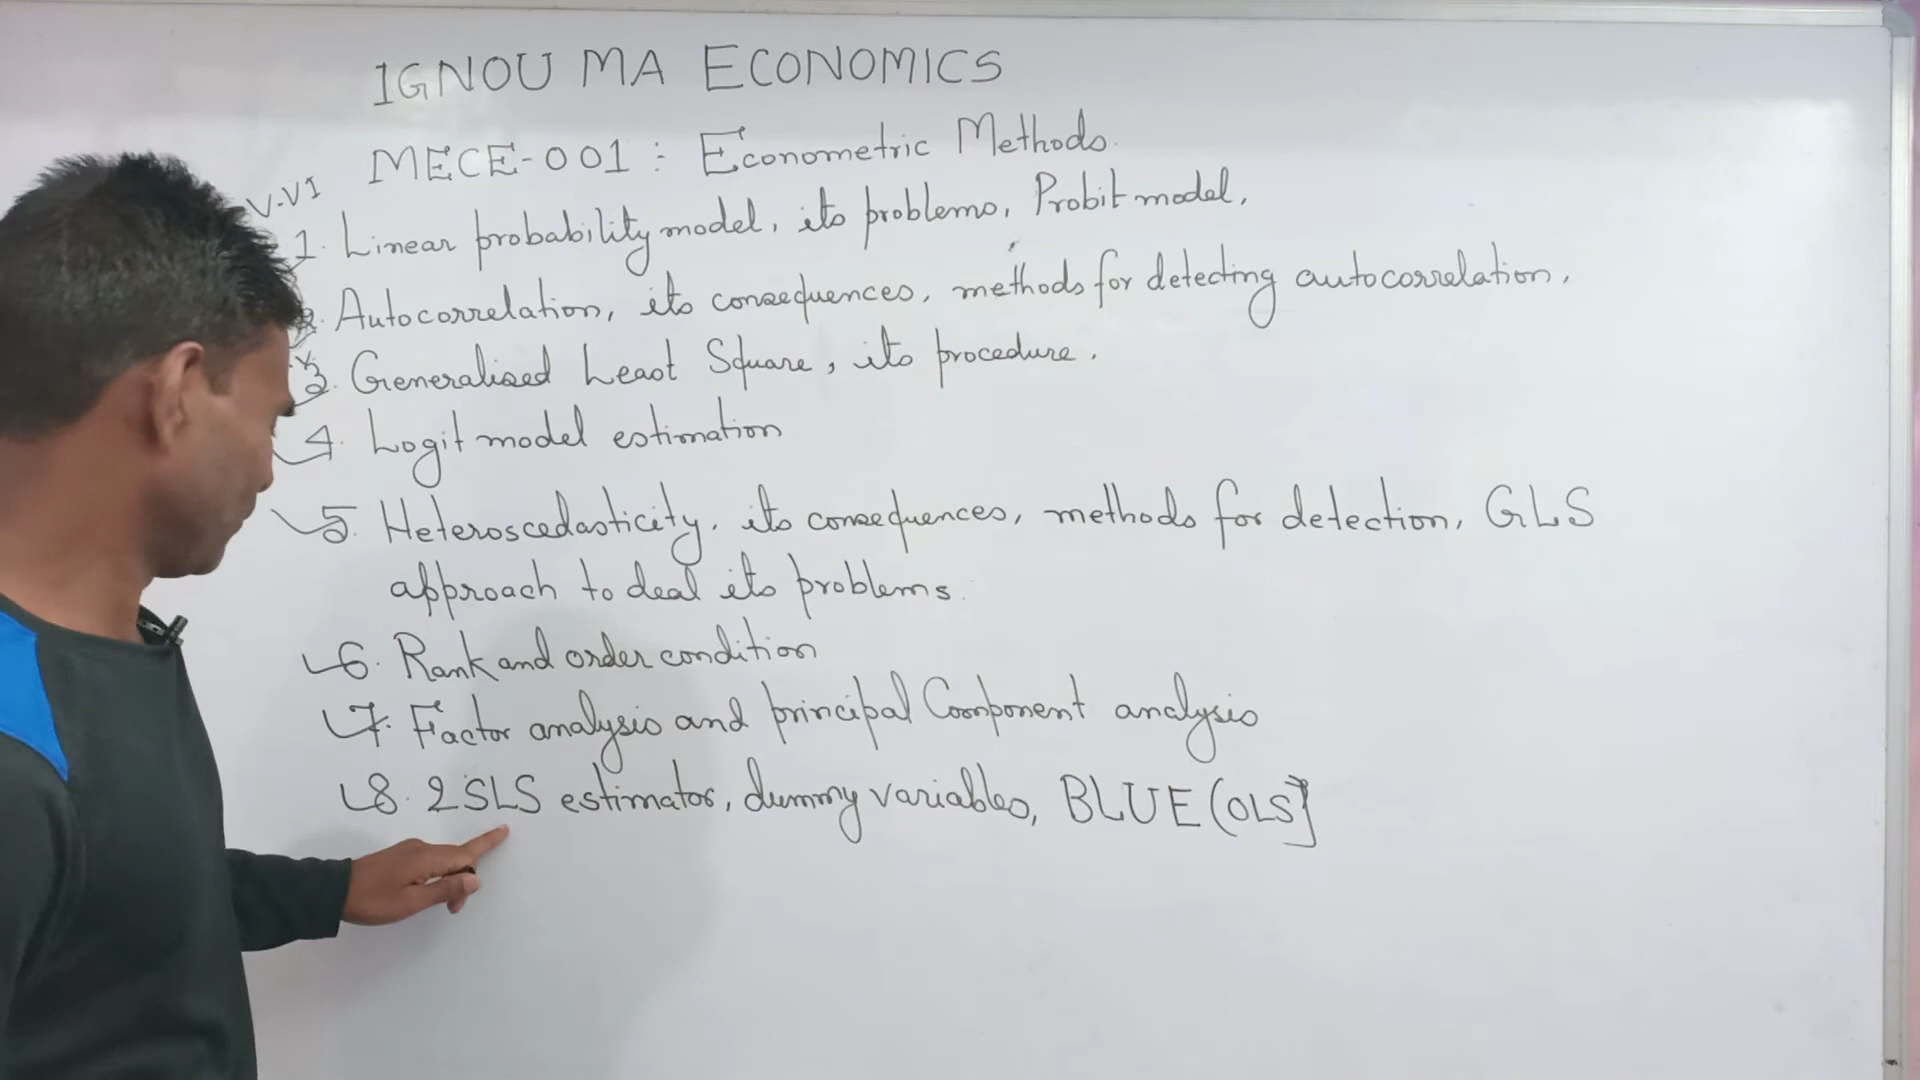 IGNOU MA ECONOMICS
MECE-001 : Econometric Methods.
V.VI
1. Linear probability model, its problems, Probit model,
2. Autocorrelation, its consequences, methods for detecting autocorrelation,
3. Generalised Least Square, its procedure.
4. Logit model estimation
5. Heteroscedasticity, its consequences, methods for detection, GLS
approach to deal its problems.
6. Rank and order condition
7. Factor analysis and principal Component analysis
8. 2SLS estimator, dummy variables, BLUE (OLS]